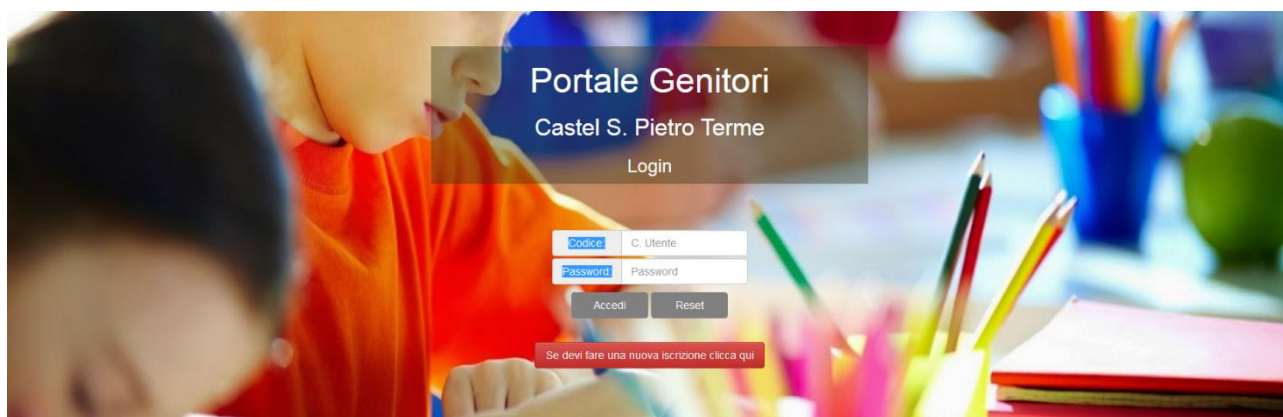 Portale Genitori
Castel S. Pietro Terme
Login
Codice: C. Utente
Password: Password
Accedi Reset
Se devi fare una nuova iscrizione clicca qui